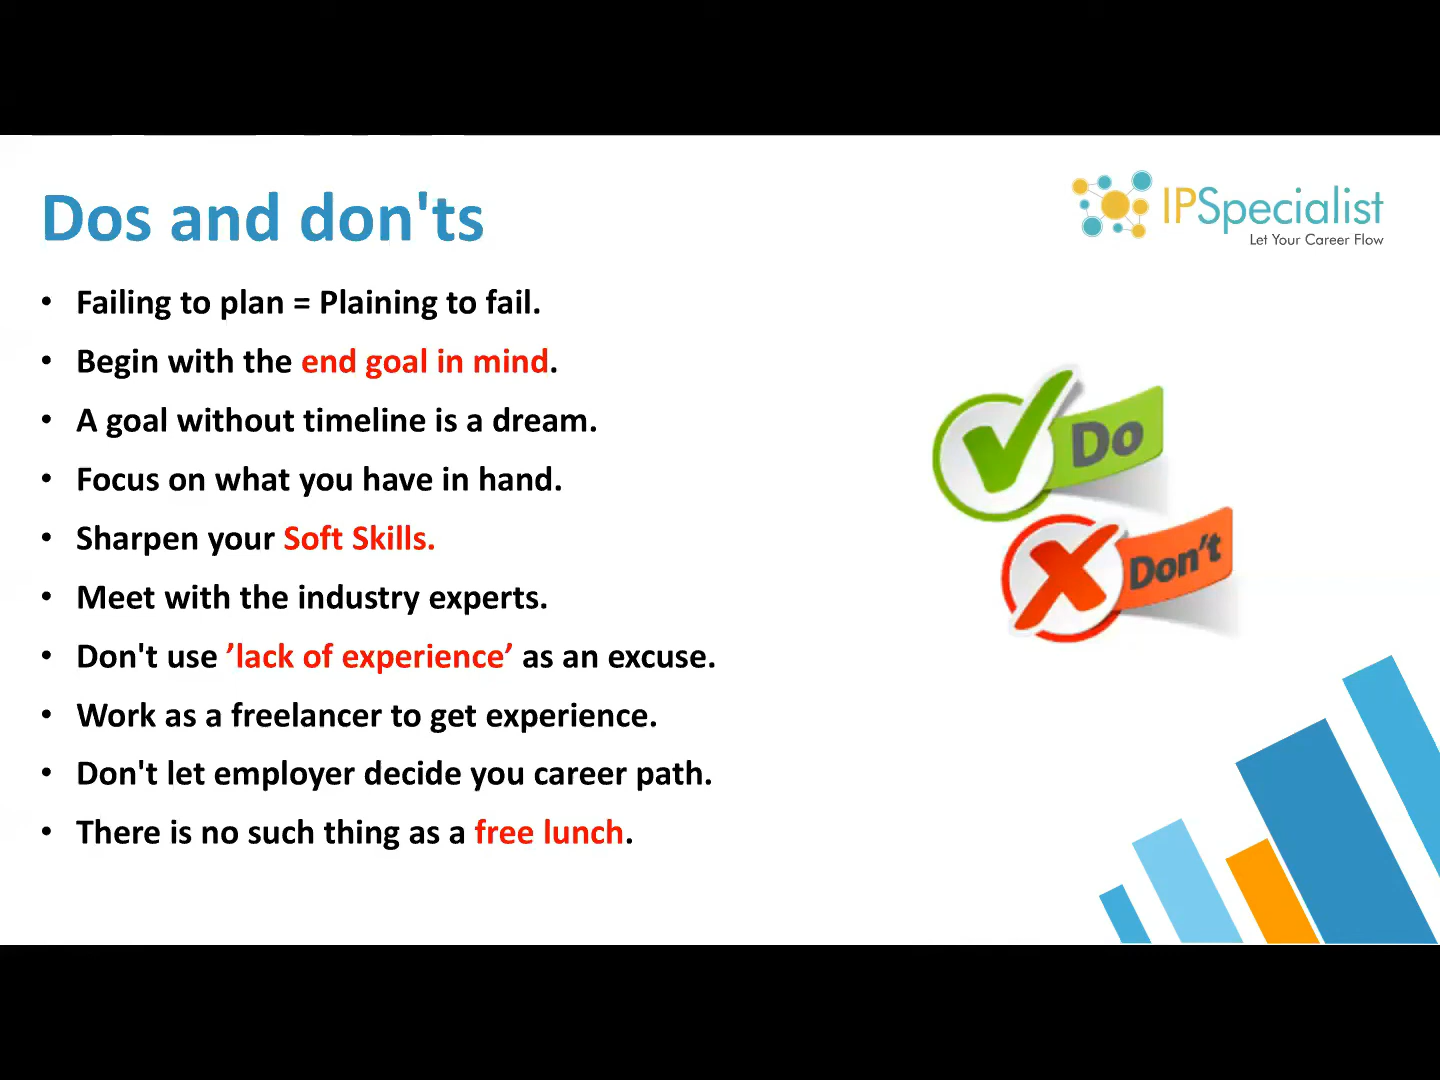 Dos and don'ts
IPSpecialist
Let Your Career Flow
• Failing to plan = Plaining to fail.
• Begin with the end goal in mind.
• A goal without timeline is a dream.
• Focus on what you have in hand.
• Sharpen your Soft Skills.
• Meet with the industry experts.
• Don't use ’lack of experience’ as an excuse.
• Work as a freelancer to get experience.
• Don't let employer decide you career path.
• There is no such thing as a free lunch.
Do
Don't